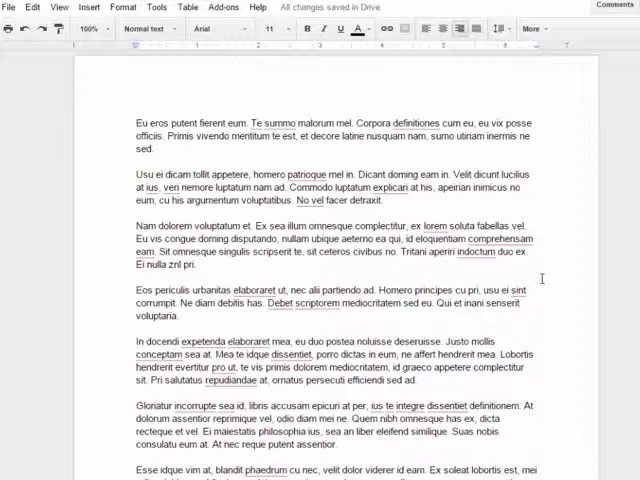 File Edit View Insert Format Tools Table Add-ons Help All changes saved in Drive Comments
100% Normal text Arial 11 B I U A More
1 1 2 3 4 5 6 7
Eu eros putent fierent eum. Te summo malorum mel. Corpora definitiones cum eu, eu vix posse
officiis. Primis vivendo mentitum te est, et decore latine nusquam nam, sumo utinam inermis ne
sed.
Usu ei dicam tollit appetere, homero patrioque mel in. Dicant doming eam in. Velit dicunt lucilius
at ius, veri nemore luptatum nam ad. Commodo luptatum explicari at his, apeirian inimicus no
eum, cu his argumentum voluptatibus. No vel facer detraxit.
Nam dolorem voluptatum et. Ex sea illum omnesque complectitur, ex lorem soluta fabellas vel.
Eu vis congue doming disputando, nullam ubique aeterno ea qui, id eloquentiam comprehensam
eam. Sit omnesque singulis scripserit te, sit ceteros civibus no. Tritani aperiri indoctum duo ex.
Ei nulla zril pri.
Eos periculis urbanitas elaboraret ut, nec alii partiendo ad. Homero principes cu pri, usu ei sint
corrumpit. Ne diam debitis has. Debet scriptorem mediocritatem sed eu. Qui et inani senserit
voluptaria.
In docendi expetenda elaboraret mea, eu duo postea noluisse deseruisse. Justo mollis
conceptam sea at. Mea te idque dissentiet, porro dictas in eum, ne affert hendrerit mea. Lobortis
hendrerit evertitur pro ut, te vis primis dolorem mediocritatem, id graeco appetere complectitur
sit. Pri salutatus repudiandae at, ornatus persecuti efficiendi sed ad.
Gloriatur incorrupte sea id, libris accusam epicuri at per, ius te integre dissentiet definitionem. At
dolorum assentior reprimique vel, odio diam mei ne. Quem nibh omnesque has ex, dicta
recteque et vel. Ei maiestatis philosophia ius, sea an liber eleifend similique. Suas nobis
consulatu eum at. At nec reque putent assentior.
Esse idque vim at, blandit phaedrum cu nec, velit dolor viderer id eam. Ex soleat lobortis est, mei